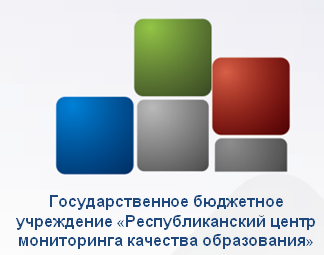 Государственное бюджетное
учреждение «Республиканский центр
мониторинга качества образования»